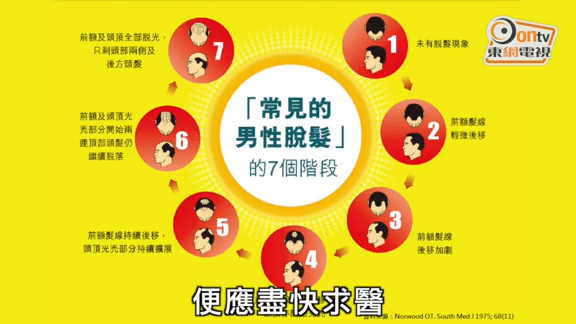 ontv
東網電視
「常見的
男性脫髮」
的7個階段
1
未有脫髮現象
2
前額髮線
輕微後移
3
前額髮線
後移加劇
4
5
前額髮線持續後移，
頭頂光禿部分持續擴展
6
前額及頭頂光
禿部分開始兩
連頂部頭髮仍
繼續脫落
7
前額及頭頂全部脫光，
只剩頭部兩側及
後方頭髮
便應盡快求醫
Norwood OT. South Med J 1975; 68(11)